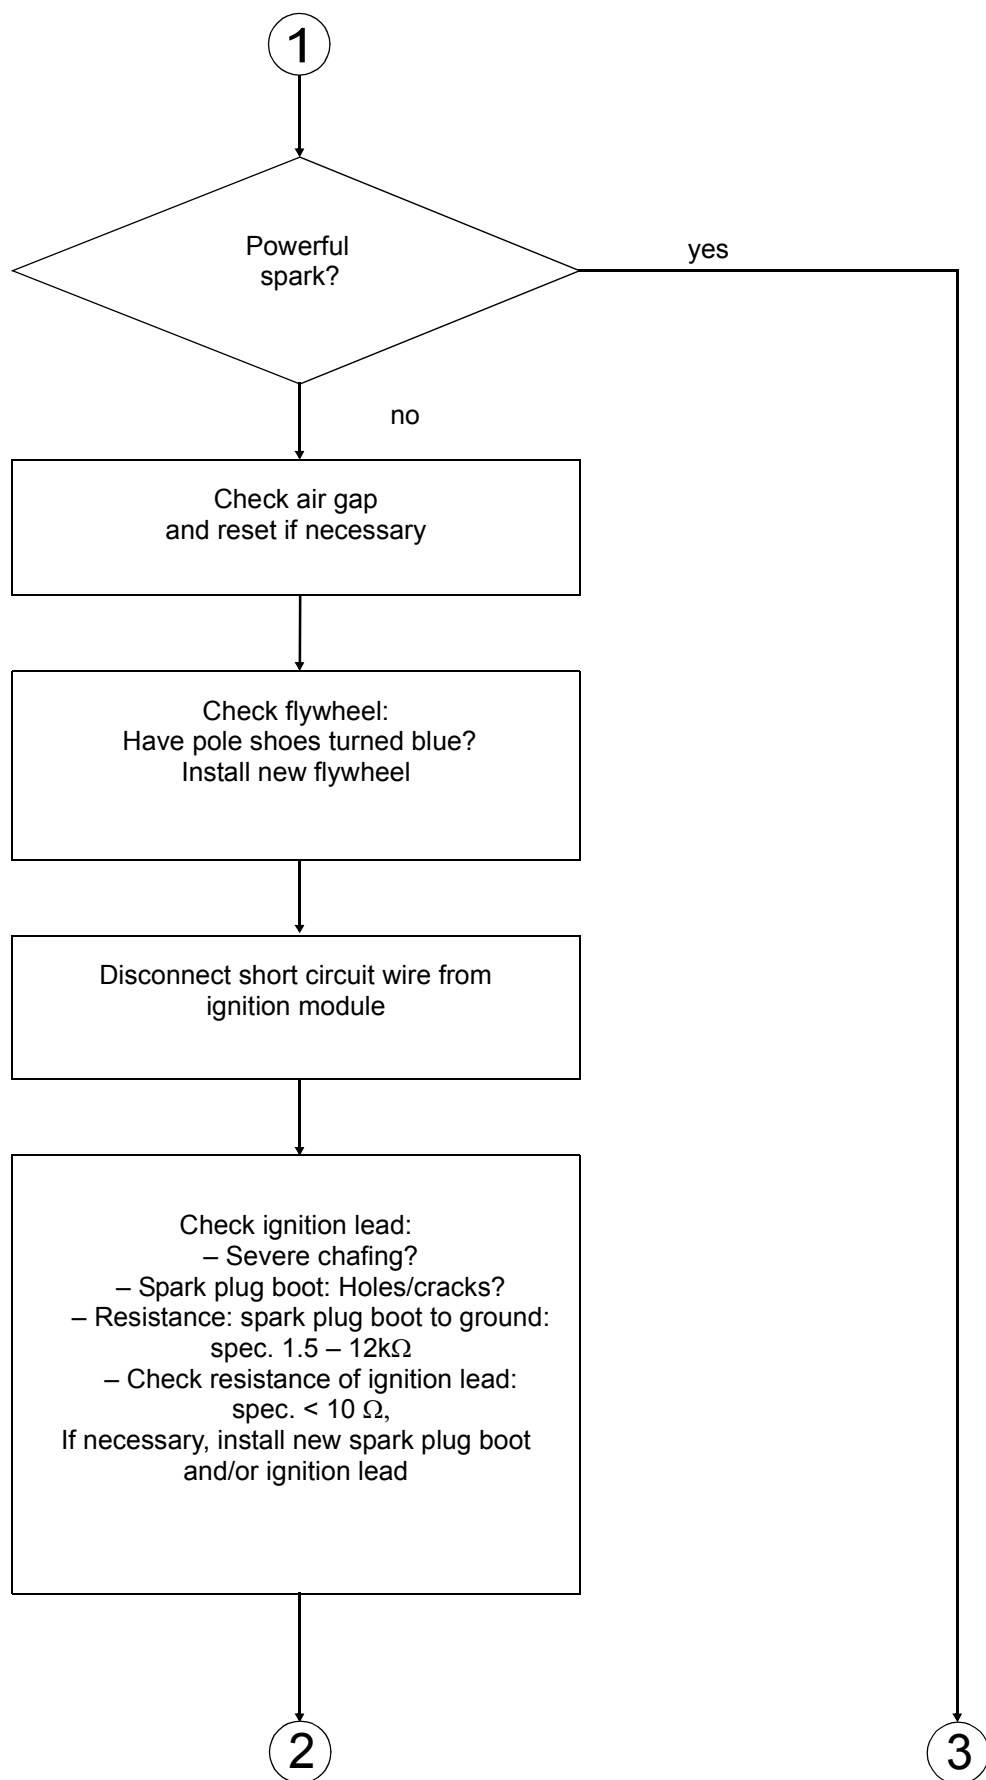 1
Powerful
spark?
yes
no
Check air gap
and reset if necessary
Check flywheel:
Have pole shoes turned blue?
Install new flywheel
Disconnect short circuit wire from
ignition module
Check ignition lead:
– Severe chafing?
– Spark plug boot: Holes/cracks?
– Resistance: spark plug boot to ground:
spec. 1.5 – 12kΩ
– Check resistance of ignition lead:
spec. < 10 Ω,
If necessary, install new spark plug boot
and/or ignition lead
2
3